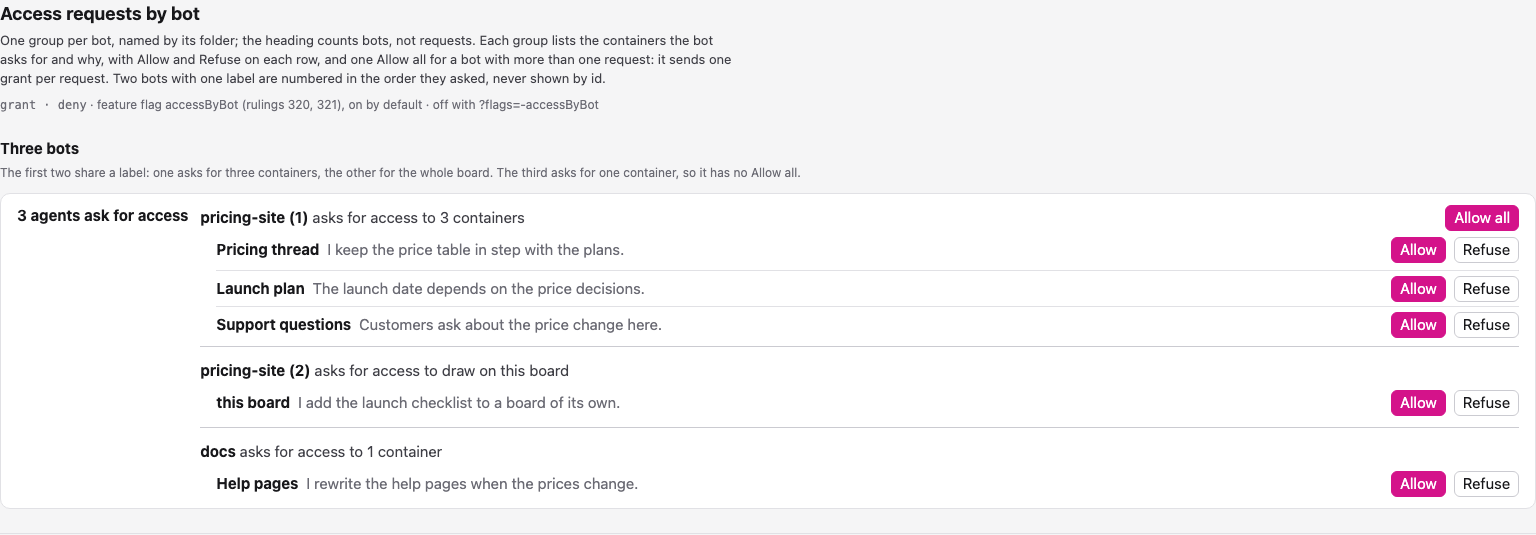 Access requests by bot
One group per bot, named by its folder; the heading counts bots, not requests. Each group lists the containers the bot
asks for and why, with Allow and Refuse on each row, and one Allow all for a bot with more than one request: it sends one
grant per request. Two bots with one label are numbered in the order they asked, never shown by id.
grant · deny · feature flag accessByBot (rulings 320, 321), on by default · off with ?flags=-accessByBot
Three bots
The first two share a label: one asks for three containers, the other for the whole board. The third asks for one container, so it has no Allow all.
3 agents ask for access pricing-site (1) asks for access to 3 containers Allow all
Pricing thread I keep the price table in step with the plans. Allow Refuse
Launch plan The launch date depends on the price decisions. Allow Refuse
Support questions Customers ask about the price change here. Allow Refuse
pricing-site (2) asks for access to draw on this board
this board I add the launch checklist to a board of its own. Allow Refuse
docs asks for access to 1 container
Help pages I rewrite the help pages when the prices change. Allow Refuse